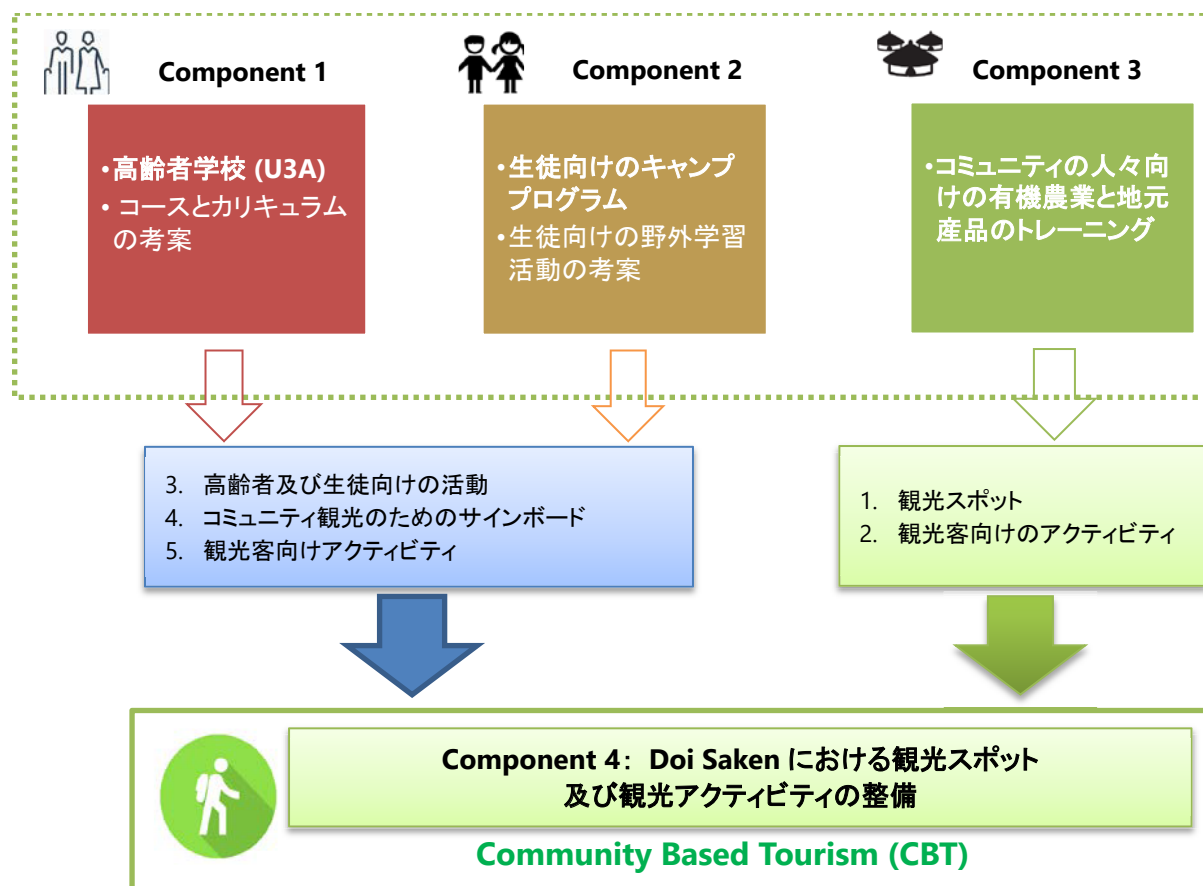 Component 1
・高齢者学校 (U3A)
・ コースとカリキュラム
の考案
Component 2
・生徒向けのキャンプ
プログラム
・生徒向けの野外学習
活動の考案
Component 3
・コミュニティの人々向
けの有機農業と地元
産品のトレーニング
3. 高齢者及び生徒向けの活動
4. コミュニティ観光のためのサインボード
5. 観光客向けアクティビティ
1. 観光スポット
2. 観光客向けのアクティビティ
Component 4: Doi Saken における観光スポット
及び観光アクティビティの整備
Community Based Tourism (CBT)